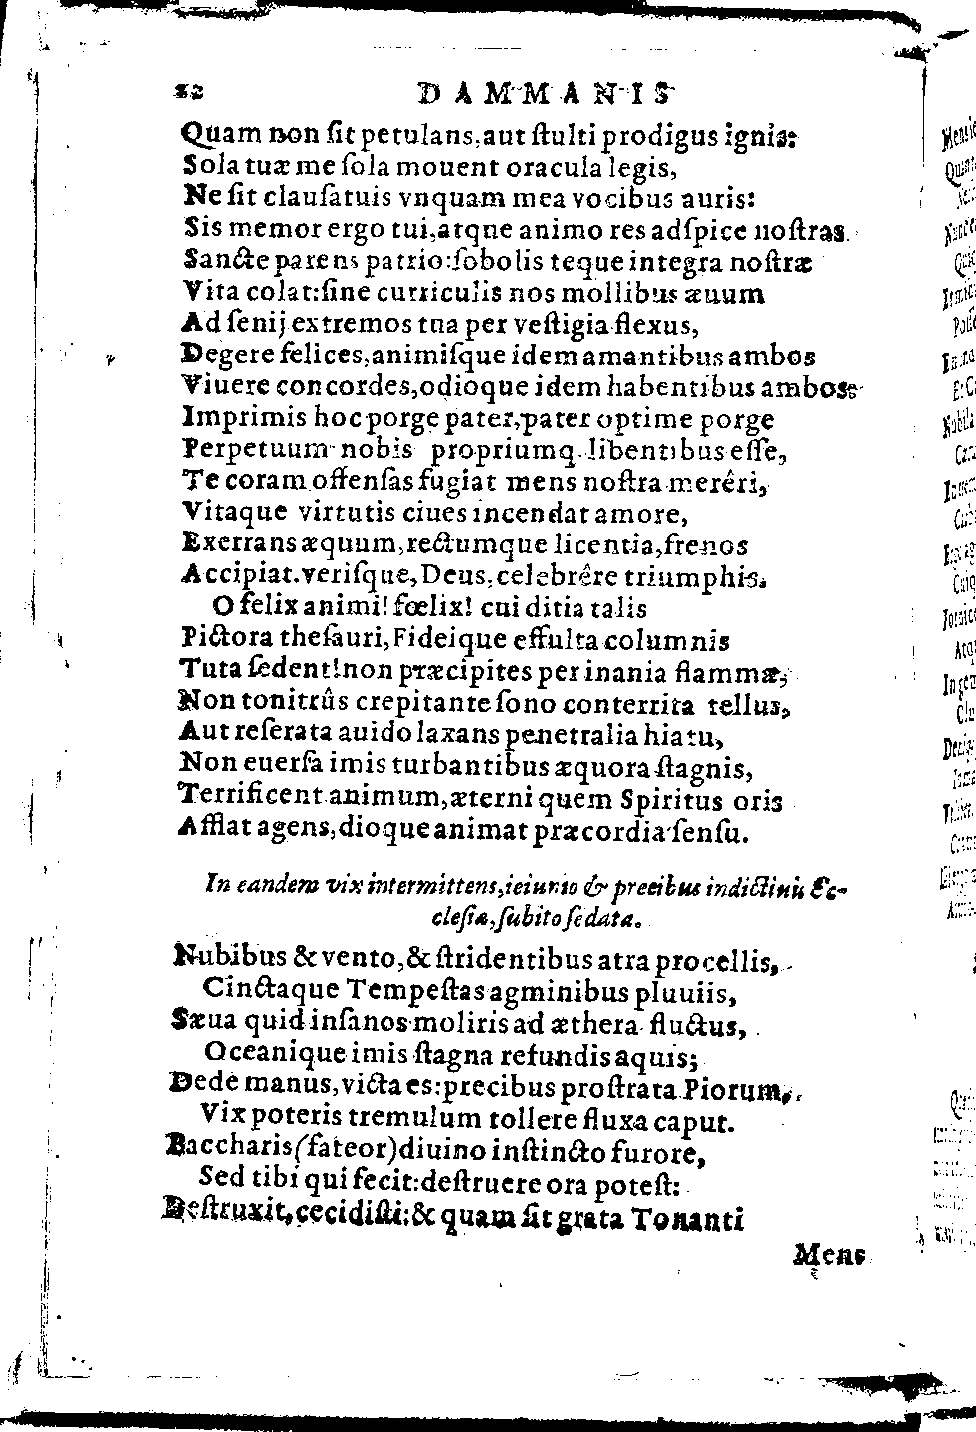 82 DAMMANIS
Quam non ſit petulans, aut ſtulti prodigus ignis:
Sola tuæ me ſola mouent oracula legis,
Ne ſit clauſa tuis vnquam mea vocibus auris:
Sis memor ergo tui, atque animo res adſpice noſtras.
Sancte parens patrio: ſobolis teque integra noſtræ
Vita colat: ſine curriculis nos mollibus æuum
Ad ſenij extremos tua per veſtigia flexus,
Degere felices, animiſque idem amantibus ambos
Viuere concordes, odioque idem habentibus ambos:
Imprimis hoc porge pater, pater optime porge
Perpetuum nobis propriumq. libentibus eſſe,
Te coram offenſas fugiat mens noſtra merêri,
Vitaque virtutis ciues incendat amore,
Exerrans æquum, rectumque licentia, frenos
Accipiat. veriſque, Deus, celebrêre triumphis.
O felix animi! fœlix! cui ditia talis
Pictora theſauri, Fideique effulta columnis
Tuta ſedent! non præcipites per inania flammæ,
Non tonitrûs crepitante ſono conterrita tellus,
Aut reſerata auido laxans penetralia hiatu,
Non euerſa imis turbantibus æquora ſtagnis,
Terrificent animum, æterni quem Spiritus oris
Afflat agens, dioque animat præcordia ſenſu.
In eandem vix intermittens, ieiunio & precibus indictiuis Ec-
cleſiæ, ſubito ſedata.
Nubibus & vento, & ſtridentibus atra procellis,
Cinctaque Tempeſtas agminibus pluuiis,
Sæua quid inſanos moliris ad æthera fluctus,
Oceanique imis ſtagna refundis aquis;
Dede manus, victa es: precibus proſtrata Piorum,
Vix poteris tremulum tollere fluxa caput.
Baccharis (fateor) diuino inſtincto furore,
Sed tibi qui fecit: deſtruere ora poteſt:
Deſtruxit, cecidiſti: & quam ſit grata Tonanti
Mens